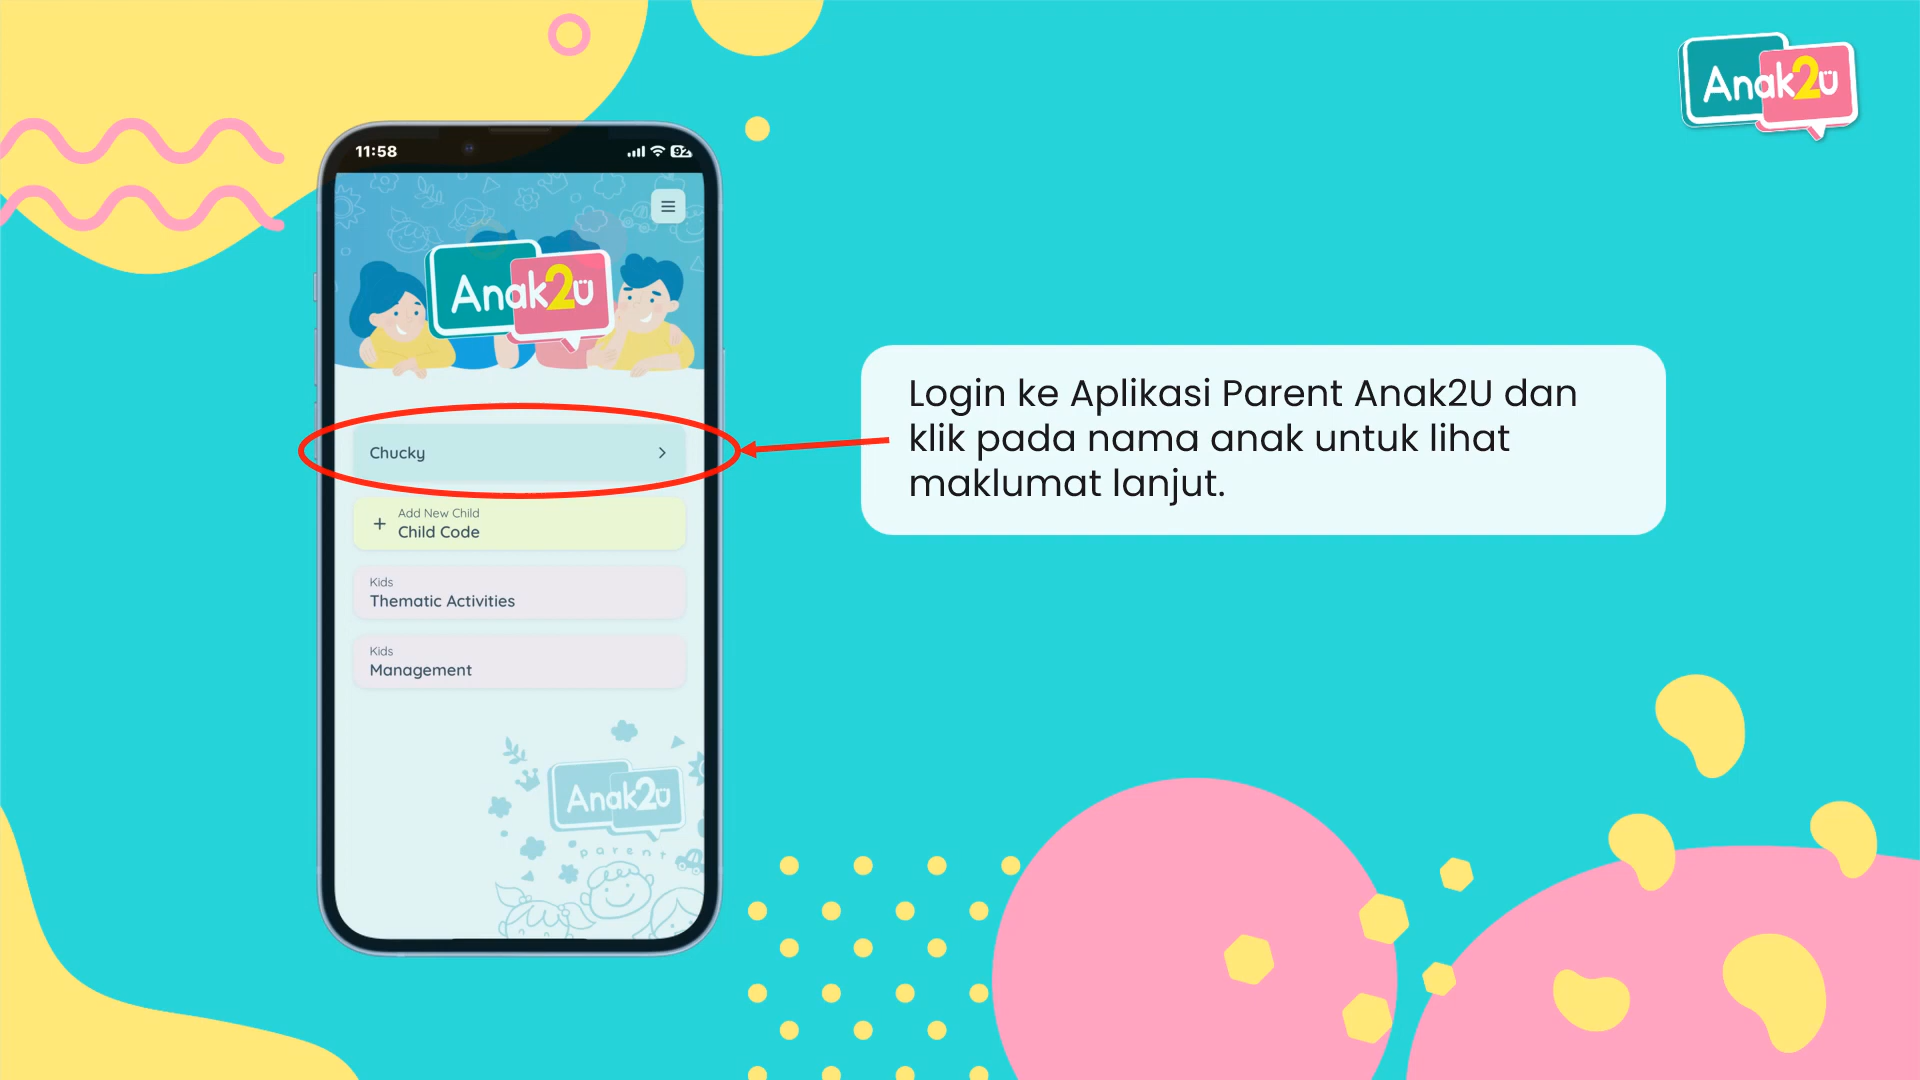 Anak2U
11:58
92
Anak2U
Chucky
Add New Child
Child Code
Kids
Thematic Activities
Kids
Management
Anak2U
parent
Login ke Aplikasi Parent Anak2U dan
klik pada nama anak untuk lihat
maklumat lanjut.